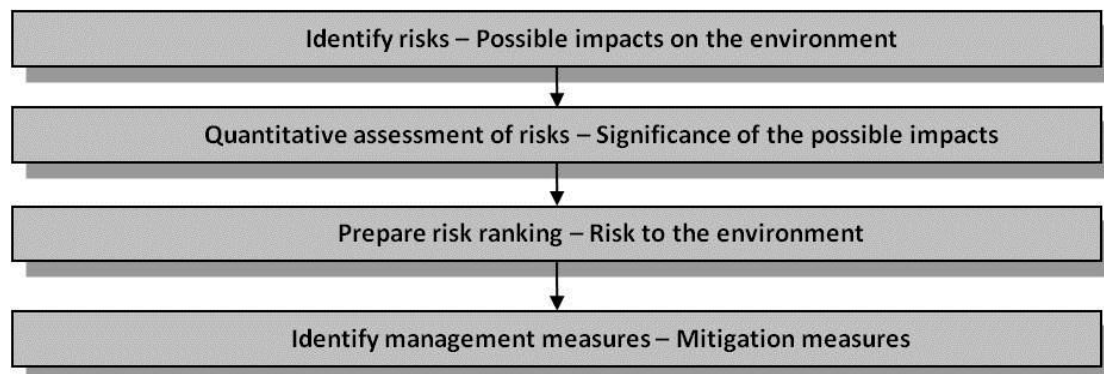 Identify risks – Possible impacts on the environment
Quantitative assessment of risks – Significance of the possible impacts
Prepare risk ranking – Risk to the environment
Identify management measures – Mitigation measures